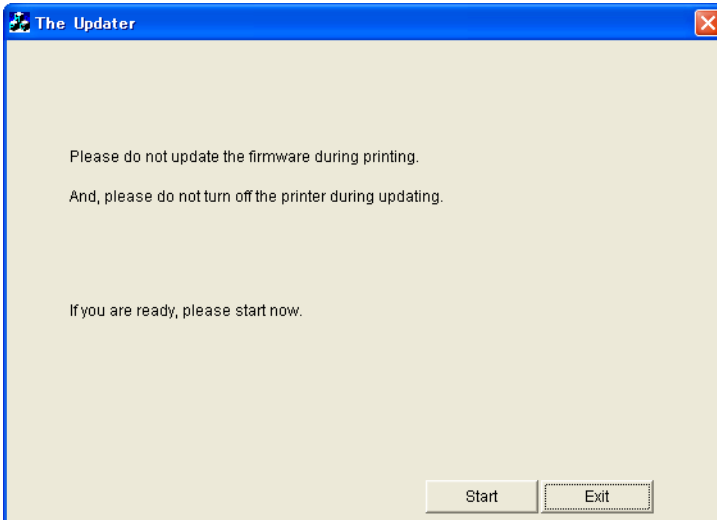 The Updater
Please do not update the firmware during printing.
And, please do not turn off the printer during updating.
If you are ready, please start now.
Start Exit